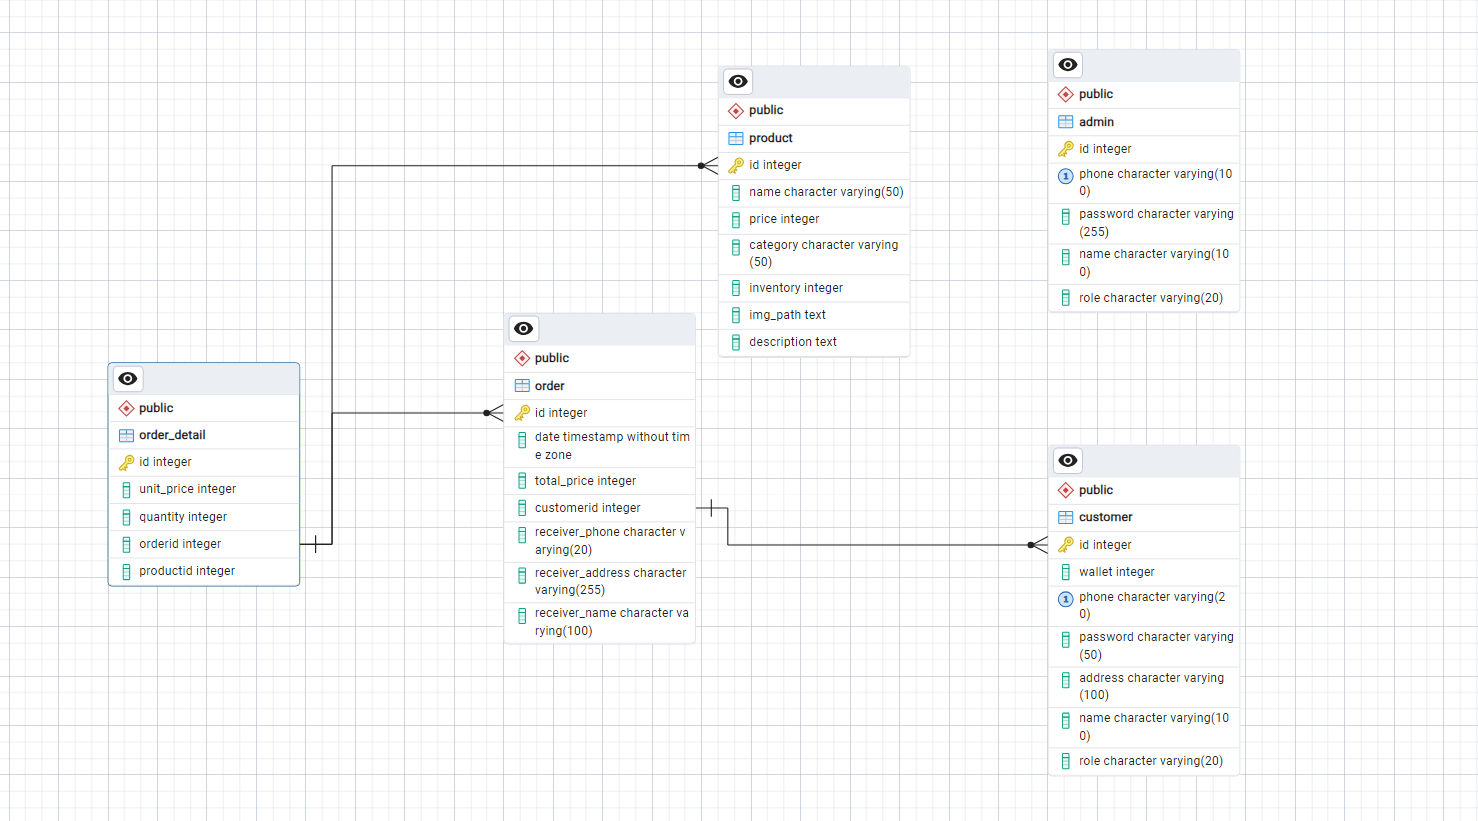 public
product
id integer
name character varying(50)
price integer
category character varying
(50)
inventory integer
img_path text
description text
public
admin
id integer
1
phone character varying(10
0)
password character varying
(255)
name character varying(10
0)
role character varying(20)
public
order
id integer
date timestamp without tim
e zone
total_price integer
customerid integer
receiver_phone character v
arying(20)
receiver_address character
varying(255)
receiver_name character va
rying(100)
public
order_detail
id integer
unit_price integer
quantity integer
orderid integer
productid integer
public
customer
id integer
wallet integer
1
phone character varying(2
0)
password character varying
(50)
address character varying
(100)
name character varying(10
0)
role character varying(20)